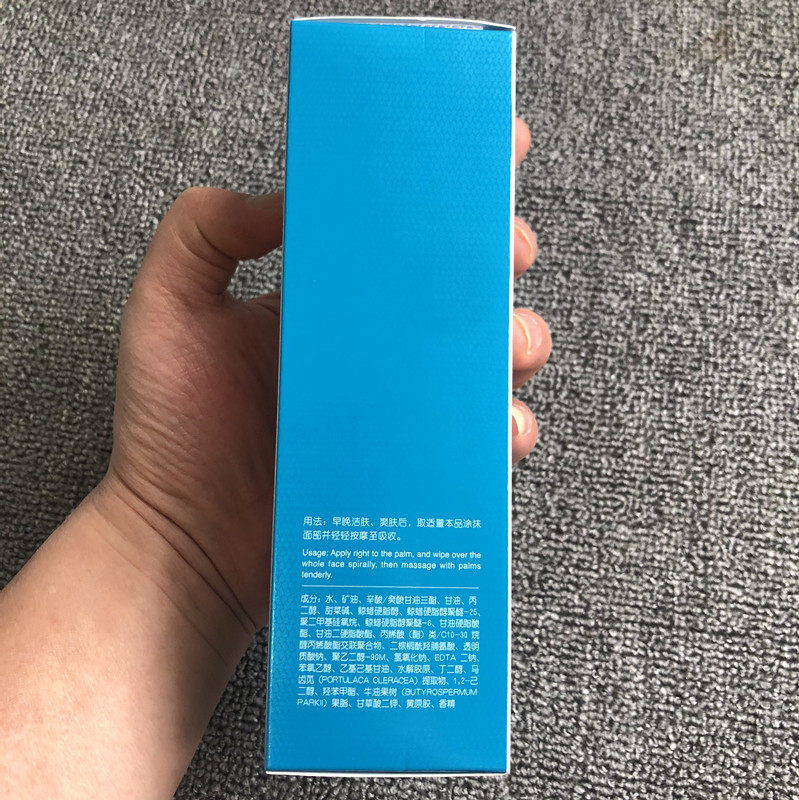 用法：早晚洁肤、爽肤后，取适量本品涂抹
面部并轻轻按摩至吸收。
Usage: Apply right to the palm, and wipe over the
whole face spirally, then massage with palms
tenderly.
成分：水、矿油、辛酸/癸酸甘油三酯、甘油、丙
二醇、甜菜碱、鲸蜡硬脂醇、鲸蜡硬脂醇聚醚-25、
聚二甲基硅氧烷、鲸蜡硬脂醇聚醚-6、甘油硬脂酸
酯、甘油二硬脂酸酯、丙烯酸（酯）类/C10-30 烷
醇丙烯酸酯交联聚合物、二棕榈酰羟脯氨酸、透明
质酸钠、聚乙二醇-90M、氢氧化钠、EDTA 二钠、
苯氧乙醇、乙基己基甘油、水解胶原、丁二醇、马
齿苋（PORTULACA OLERACEA）提取物、1,2-己
二醇、羟苯甲酯、牛油果树（BUTYROSPERMUM
PARKII）果脂、甘草酸二钾、黄原胶、香精